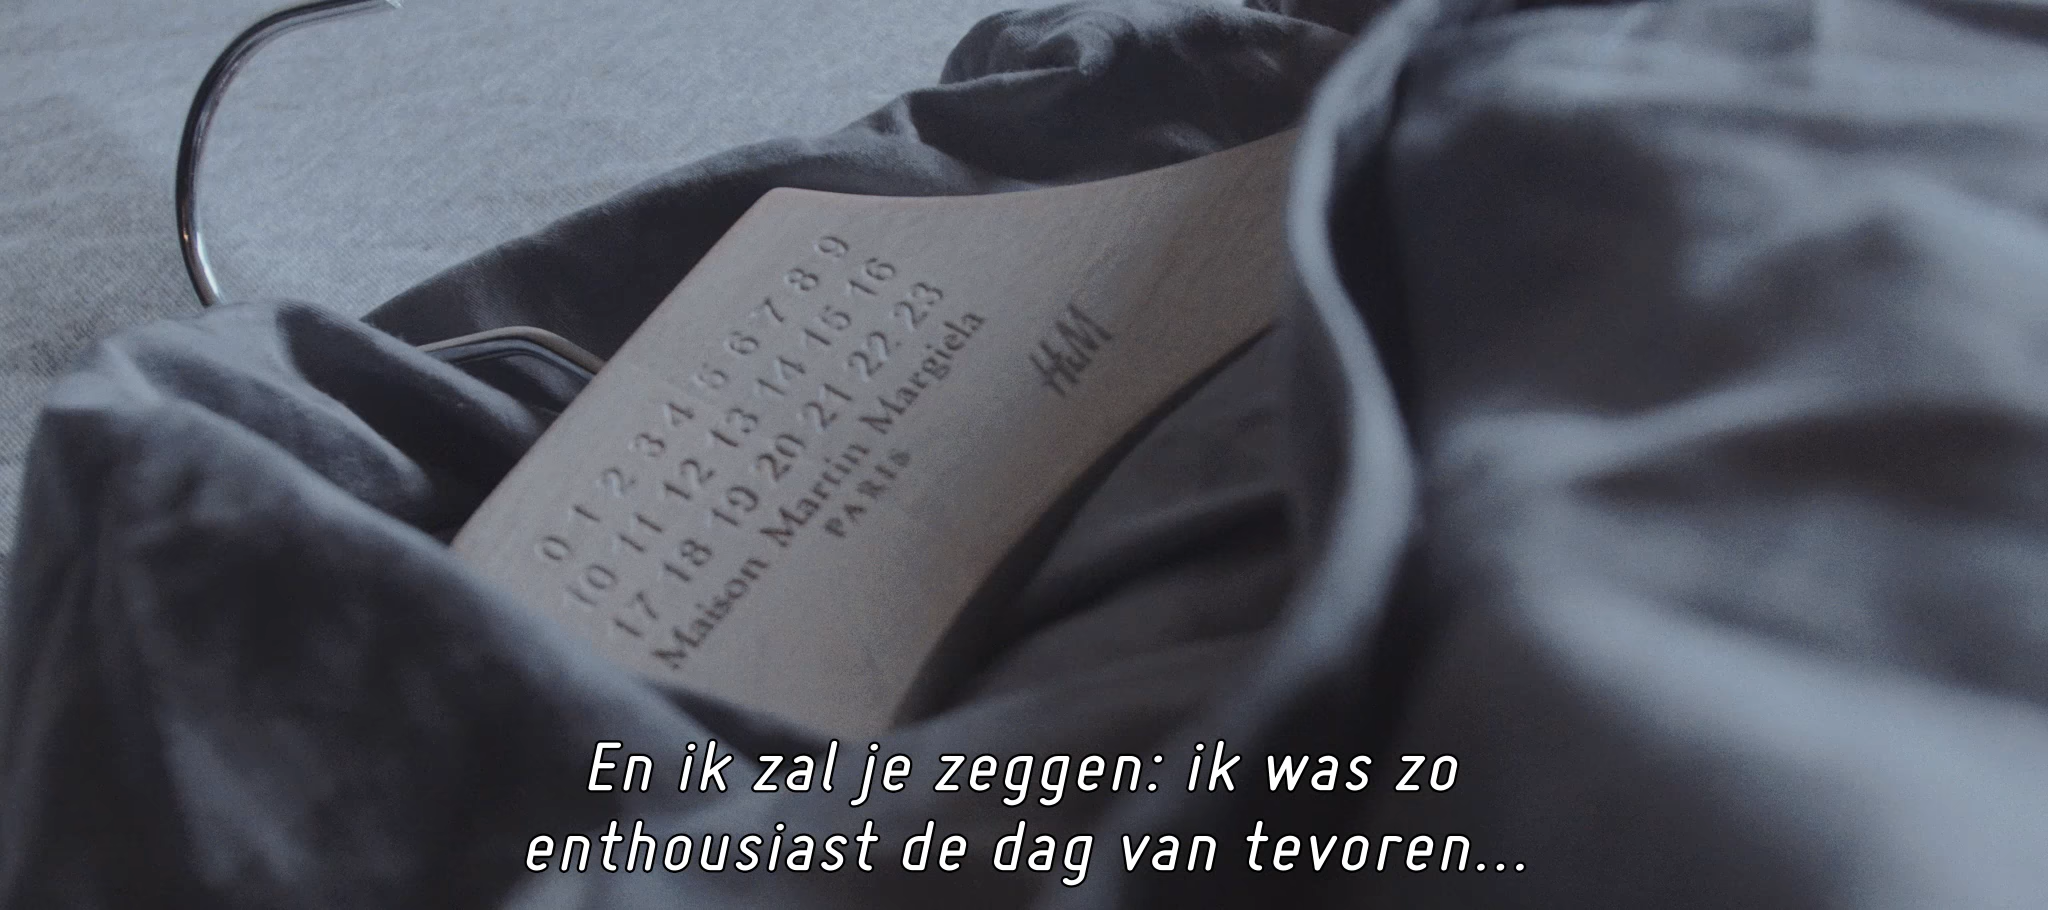 0 1 2 3 4 5 6 7 8 9
10 11 12 13 14 15 16
17 18 19 20 21 22 23
Maison Martin Margiela
PARIS
H&M
En ik zal je zeggen: ik was zo
enthousiast de dag van tevoren...